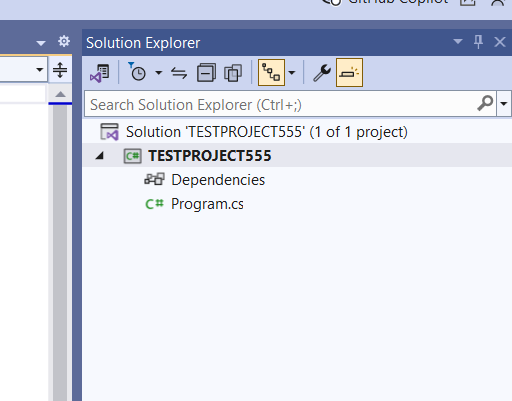 GitHub Copilot
Solution Explorer
Search Solution Explorer (Ctrl+;)
Solution 'TESTPROJECT555' (1 of 1 project)
C# TESTPROJECT555
Dependencies
C# Program.cs